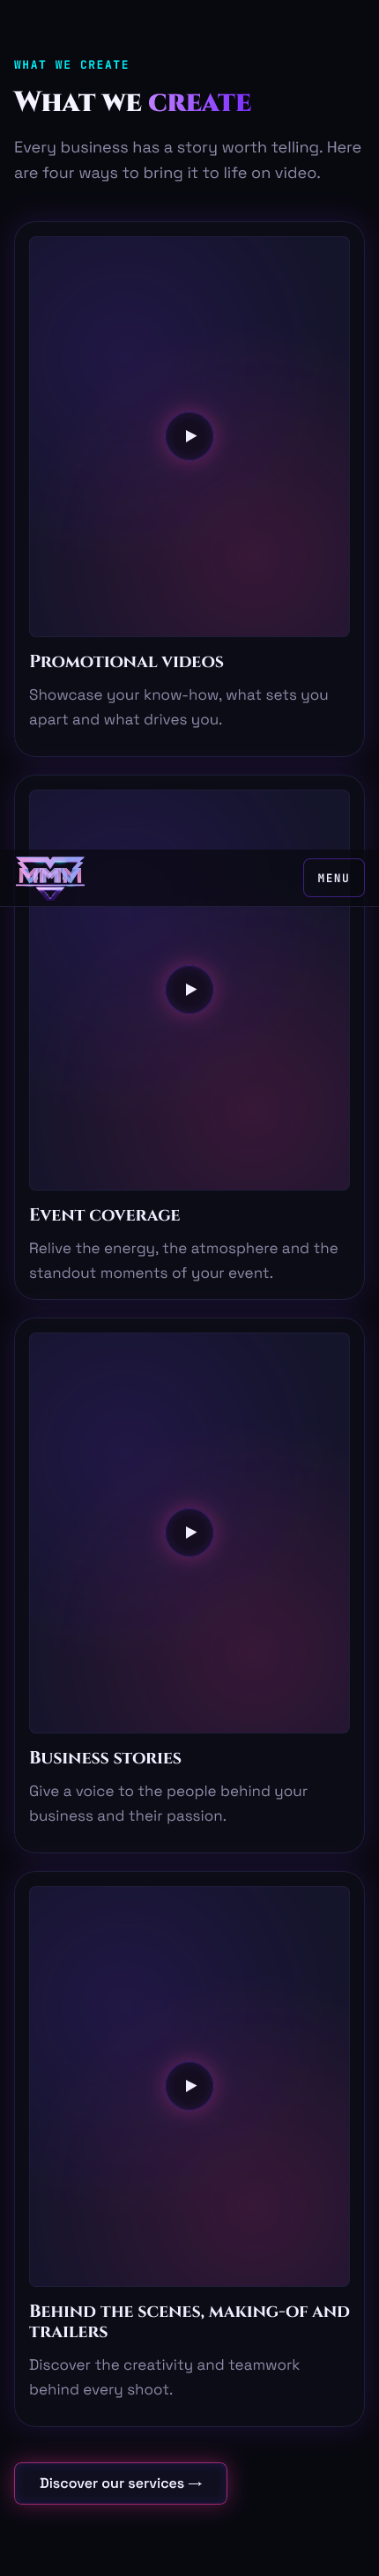 WHAT WE CREATE
What we create
Every business has a story worth telling. Here
are four ways to bring it to life on video.
Promotional videos
Showcase your know-how, what sets you
apart and what drives you.
MMM
MENU
Event coverage
Relive the energy, the atmosphere and the
standout moments of your event.
Business stories
Give a voice to the people behind your
business and their passion.
Behind the scenes, making-of and
trailers
Discover the creativity and teamwork
behind every shoot.
Discover our services →